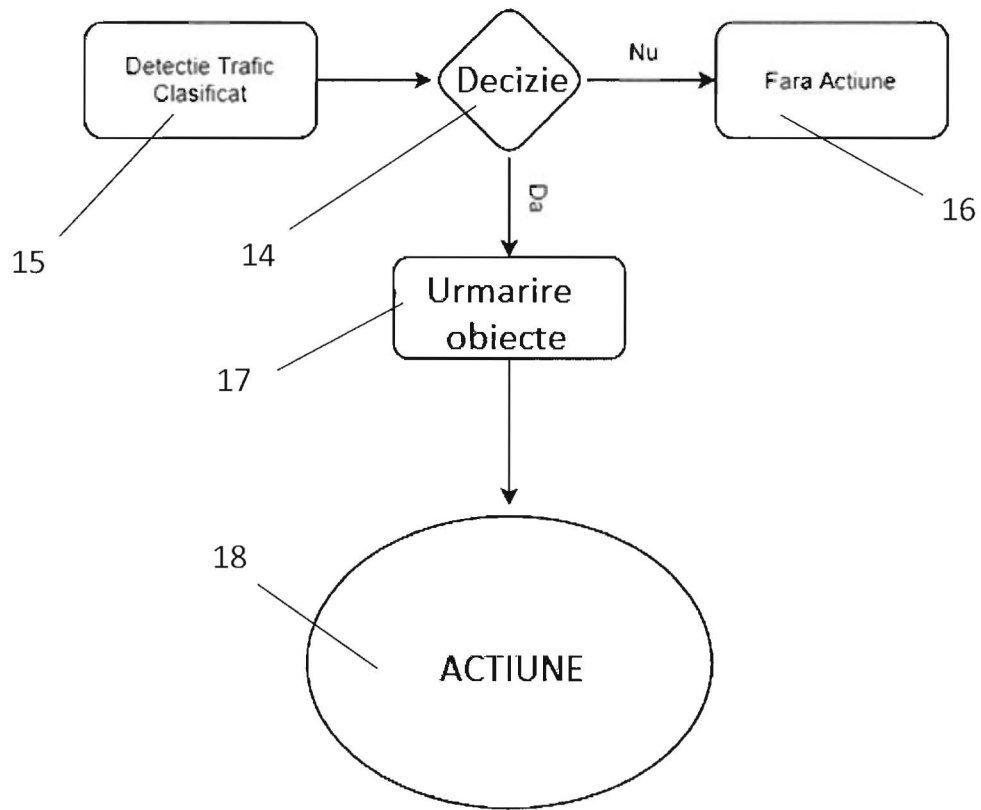 Detectie Trafic
Clasificat
Decizie
Nu
Fara Actiune
Da
15
14
16
Urmarire
obiecte
17
18
ACTIUNE